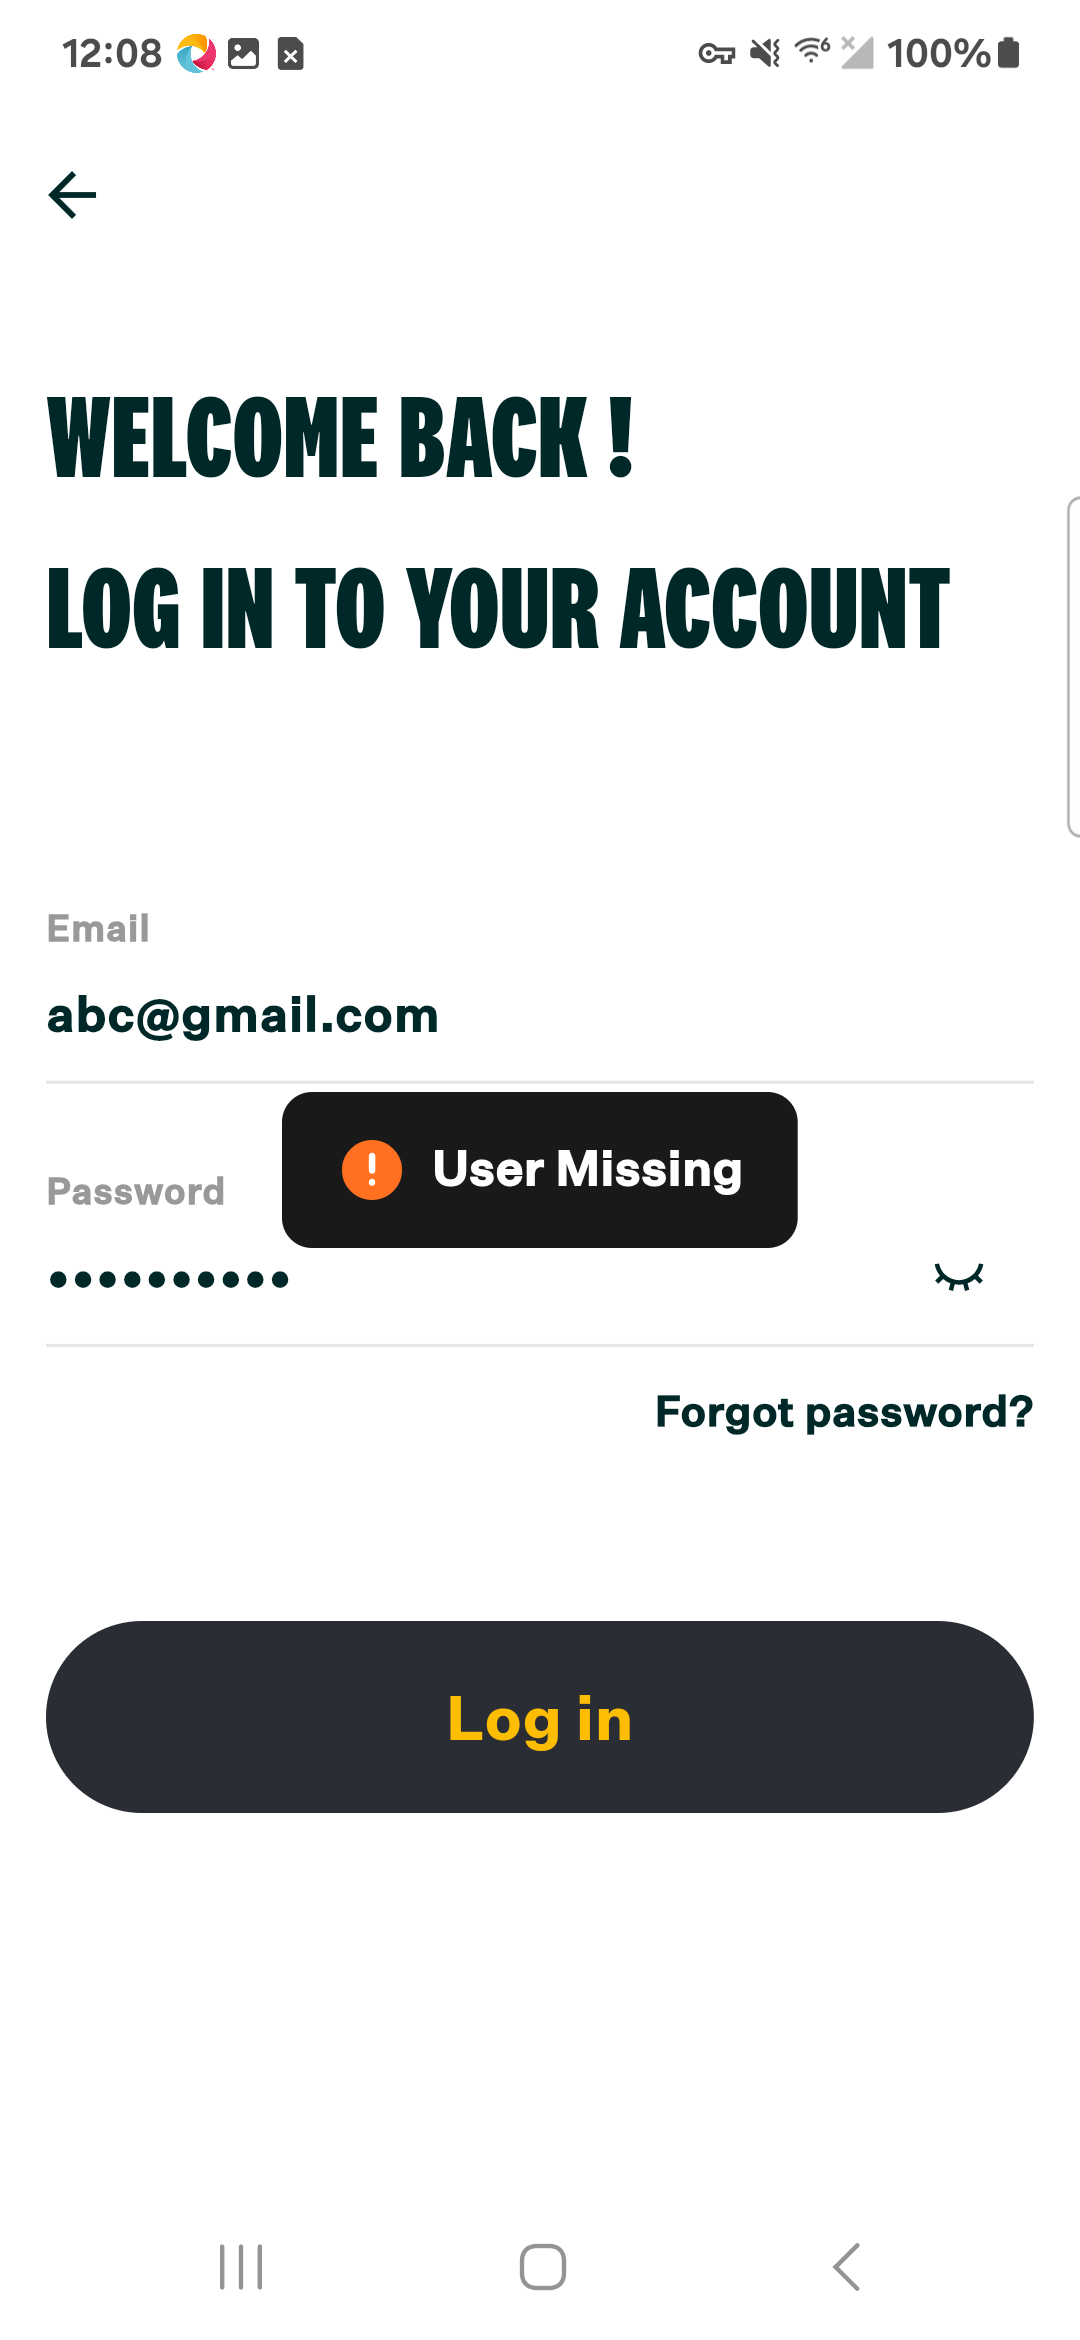 12:08
100%
WELCOME BACK !
LOG IN TO YOUR ACCOUNT
Email
abc@gmail.com
User Missing
Password
••••••••••
Forgot password?
Log in